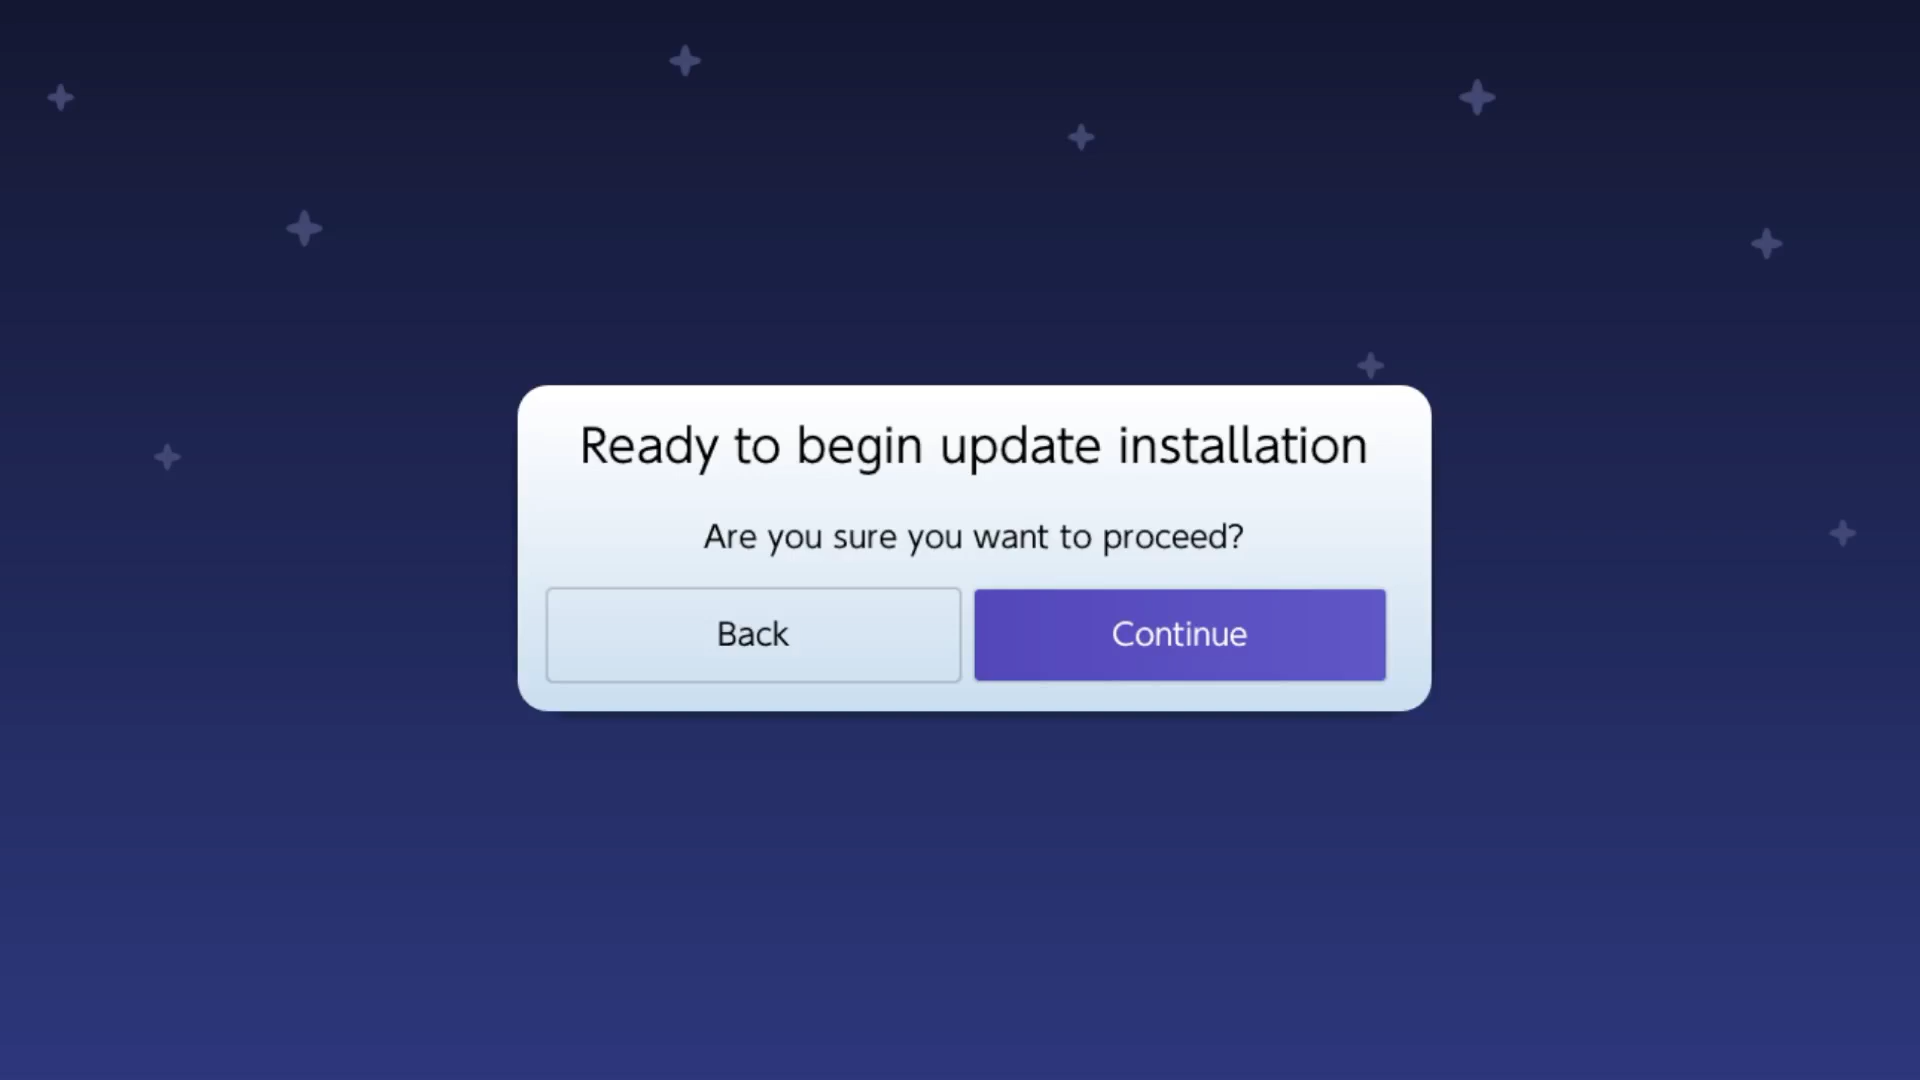 Ready to begin update installation
Are you sure you want to proceed?
Back
Continue